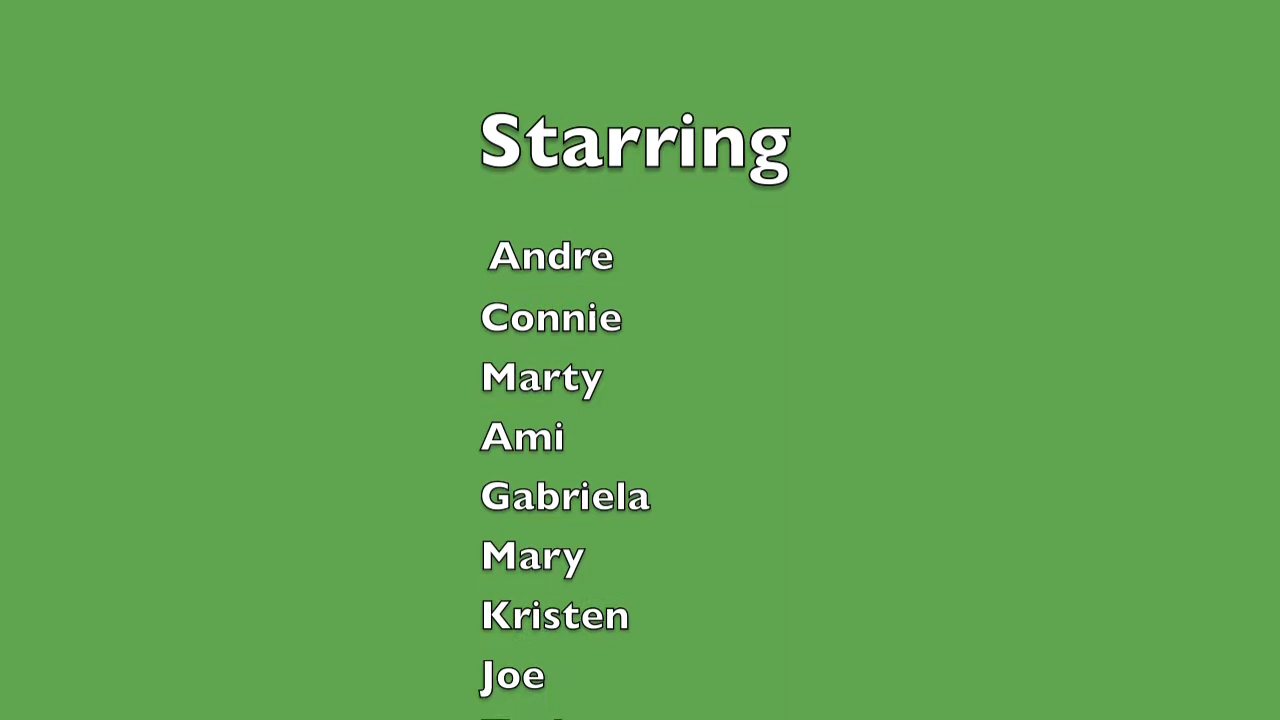 Starring
Andre
Connie
Marty
Ami
Gabriela
Mary
Kristen
Joe